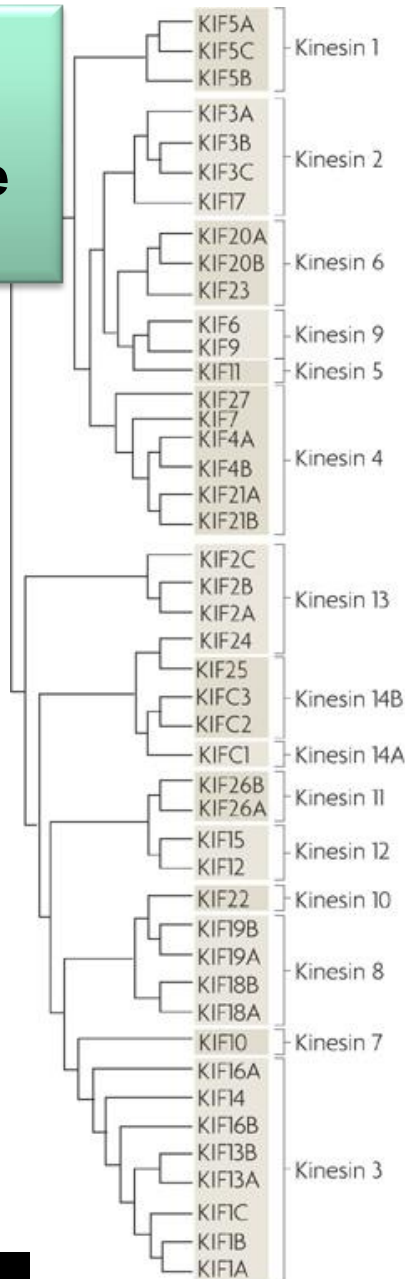 e
KIF5A
KIF5C
KIF5B
Kinesin 1
KIF3A
KIF3B
KIF3C
KIF17
Kinesin 2
KIF20A
KIF20B
KIF23
Kinesin 6
KIF6
KIF9
Kinesin 9
KIF11
Kinesin 5
KIF27
KIF7
KIF4A
KIF4B
KIF21A
KIF21B
Kinesin 4
KIF2C
KIF2B
KIF2A
KIF24
Kinesin 13
KIF25
KIFC3
KIFC2
Kinesin 14B
KIFC1
Kinesin 14A
KIF26B
KIF26A
Kinesin 11
KIF15
KIF12
Kinesin 12
KIF22
Kinesin 10
KIF19B
KIF19A
KIF18B
KIF18A
Kinesin 8
KIF10
Kinesin 7
KIF16A
KIF14
KIF16B
KIF13B
KIF13A
KIF1C
KIF1B
KIF1A
Kinesin 3